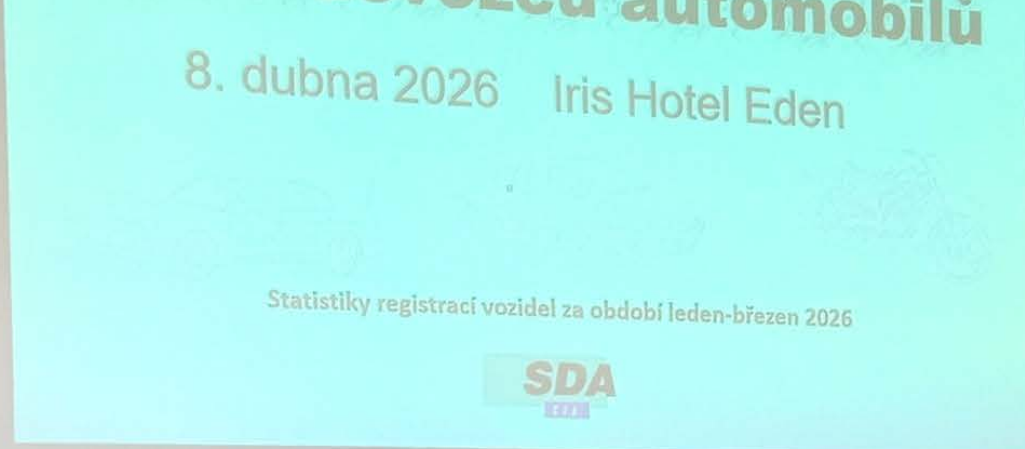 automobilů
8. dubna 2026 Iris Hotel Eden
Statistiky registrací vozidel za období leden-březen 2026
SDA